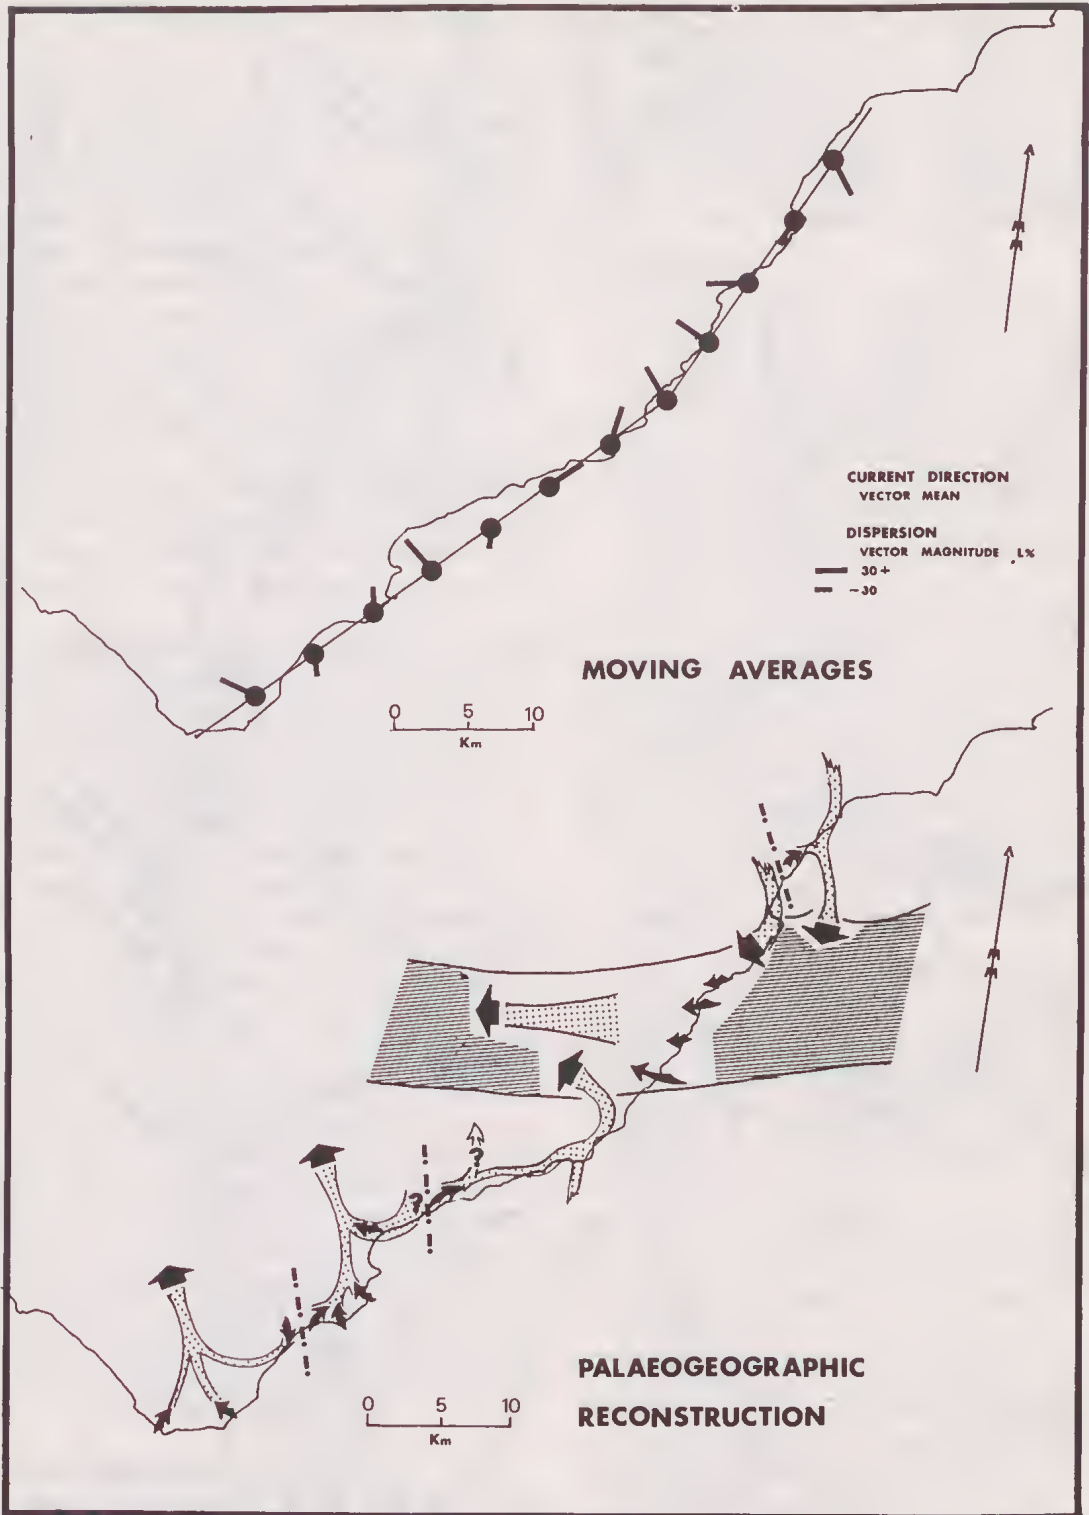 CURRENT DIRECTION
VECTOR MEAN
DISPERSION
VECTOR MAGNITUDE .L%
30+
~30
MOVING AVERAGES
0 5 10
Km
?
?
PALAEOGEOGRAPHIC
RECONSTRUCTION
0 5 10
Km